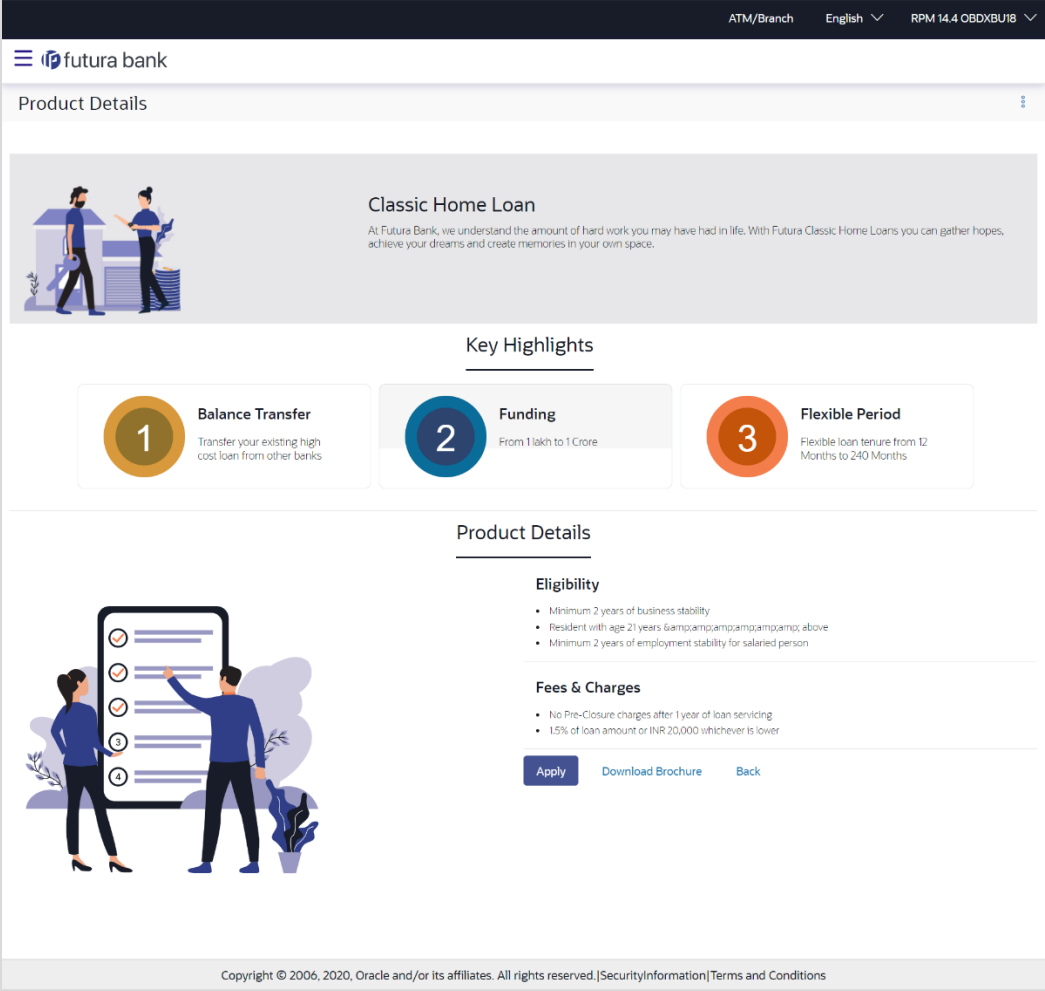 ATM/Branch English RPM 14.4 OBDXBU18
futura bank
Product Details
Classic Home Loan
At Futura Bank, we understand the amount of hard work you may have had in life. With Futura Classic Home Loans you can gather hopes,
achieve your dreams and create memories in your own space.
Key Highlights
1
Balance Transfer
Transfer your existing high
cost loan from other banks
2
Funding
From 1 lakh to 1 Crore
3
Flexible Period
Flexible loan tenure from 12
Months to 240 Months
Product Details
Eligibility
• Minimum 2 years of business stability
• Resident with age 21 years &amp;amp;amp;amp;amp;amp; above
• Minimum 2 years of employment stability for salaried person
Fees & Charges
• No Pre-Closure charges after 1 year of loan servicing
• 1.5% of loan amount or INR 20,000 whichever is lower
3
4
Apply Download Brochure Back
Copyright © 2006, 2020, Oracle and/or its affiliates. All rights reserved.|SecurityInformation|Terms and Conditions